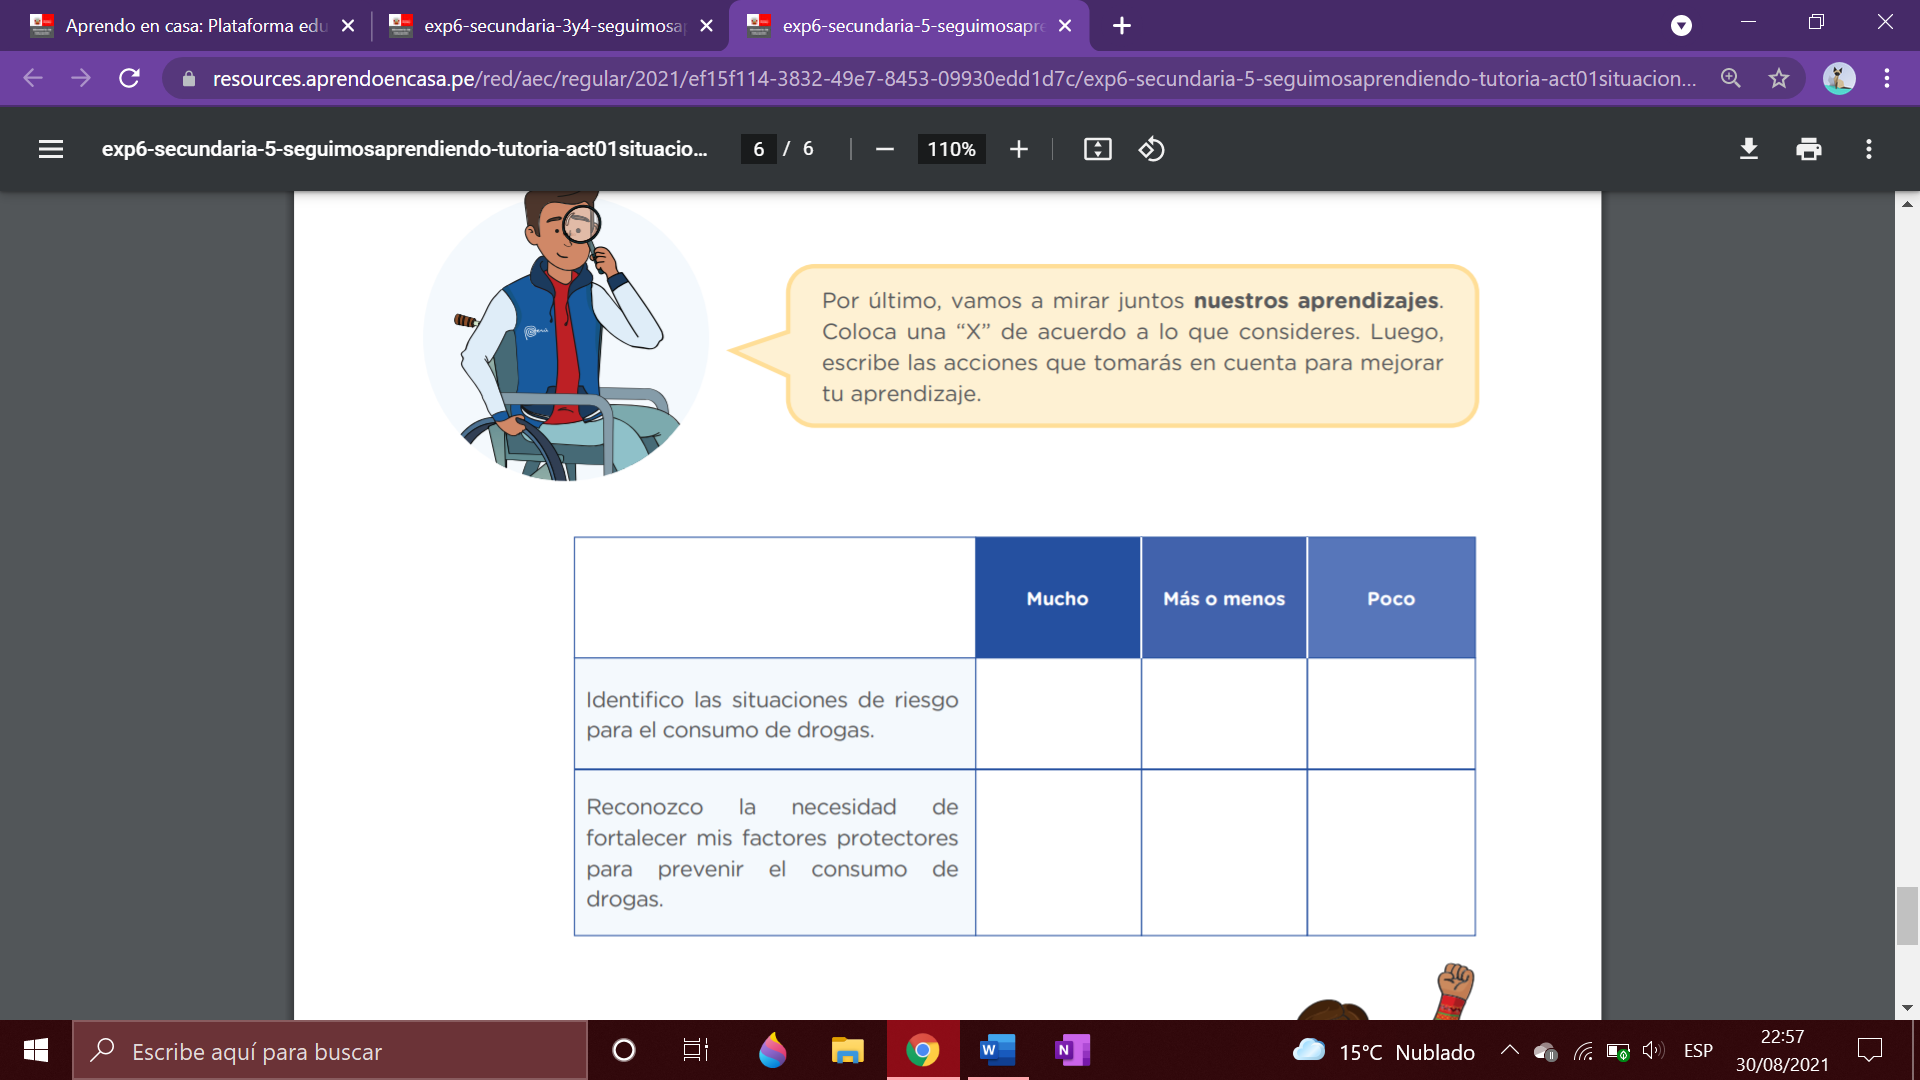 Aprendo en casa: Plataforma edu
exp6-secundaria-3y4-seguimosap
exp6-secundaria-5-seguimosapre
resources.aprendoencasa.pe/red/aec/regular/2021/ef15f114-3832-49e7-8453-09930edd1d7c/exp6-secundaria-5-seguimosaprendiendo-tutoria-act01situacion...
exp6-secundaria-5-seguimosaprendiendo-tutoria-act01situacio...
6 / 6
110%
Perú
Por último, vamos a mirar juntos nuestros aprendizajes.
Coloca una “X” de acuerdo a lo que consideres. Luego,
escribe las acciones que tomarás en cuenta para mejorar
tu aprendizaje.
Mucho
Más o menos
Poco
Identifico las situaciones de riesgo
para el consumo de drogas.
Reconozco la necesidad de
fortalecer mis factores protectores
para prevenir el consumo de
drogas.
Escribe aquí para buscar
W
N
15°C Nublado
ESP
22:57
30/08/2021